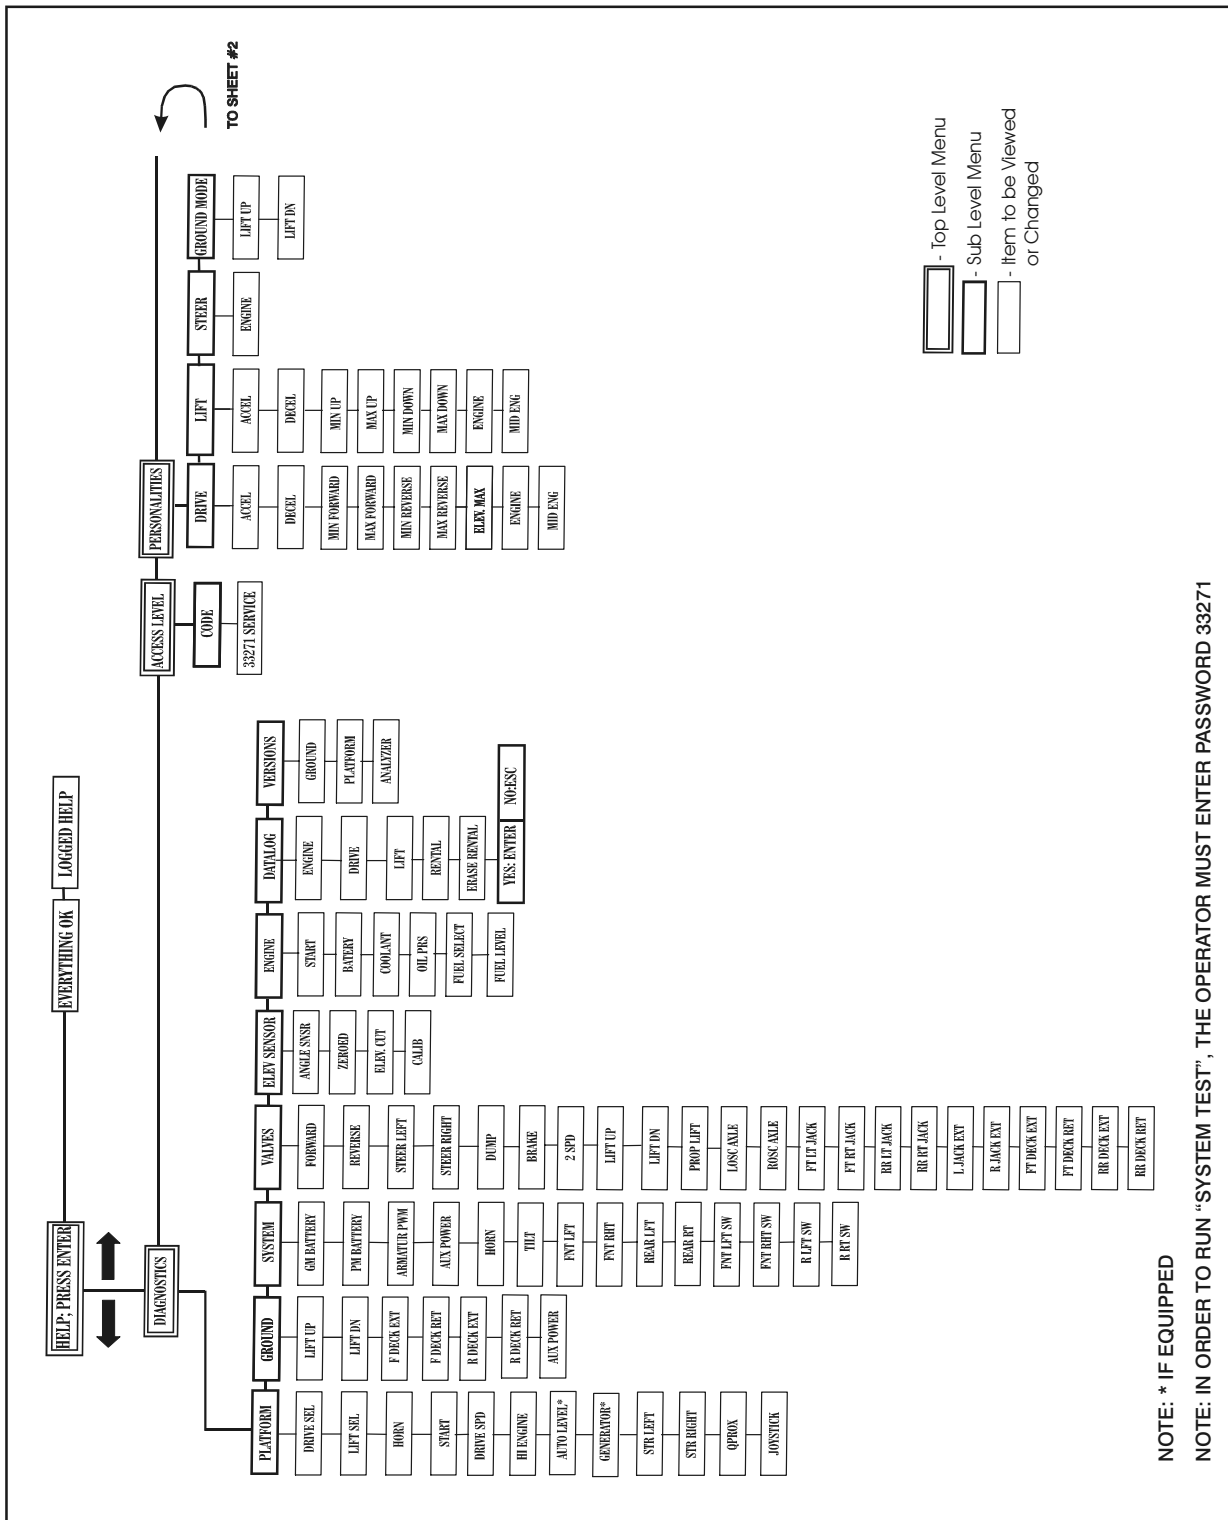 HELP; PRESS ENTER
EVERYTHING OK
LOGGED HELP
DIAGNOSTICS
ACCESS LEVEL
PERSONALITIES
TO SHEET #2
PLATFORM
DRIVE SEL
LIFT SEL
HORN
START
DRIVE SPD
HI ENGINE
AUTO LEVEL*
GENERATOR*
STR LEFT
STR RIGHT
QPROX
JOYSTICK
GROUND
LIFT UP
LIFT DN
F DECK EXT
F DECK RET
R DECK EXT
R DECK RET
AUX POWER
SYSTEM
GM BATTERY
PM BATTERY
ARMATUR PWM
AUX POWER
HORN
TILT
FNT LFT
FNT RHT
REAR LFT
REAR RT
FNT LFT SW
FNT RHT SW
R LFT SW
R RT SW
VALVES
FORWARD
REVERSE
STEER LEFT
STEER RIGHT
DUMP
BRAKE
2 SPD
LIFT UP
LIFT DN
PROP LIFT
LOSC AXLE
ROSC AXLE
FT LT JACK
FT RT JACK
RR LT JACK
RR RT JACK
L JACK EXT
R JACK EXT
FT DECK EXT
FT DECK RET
RR DECK EXT
RR DECK RET
ELEV SENSOR
ANGLE SNSR
ZEROED
ELEV. CUT
CALIB
ENGINE
START
BATERY
COOLANT
OIL PRS
FUEL SELECT
FUEL LEVEL
DATALOG
ENGINE
DRIVE
LIFT
RENTAL
ERASE RENTAL
YES: ENTER
NO:ESC
VERSIONS
GROUND
PLATFORM
ANALYZER
CODE
33271 SERVICE
DRIVE
ACCEL
DECEL
MIN FORWARD
MAX FORWARD
MIN REVERSE
MAX REVERSE
ELEV. MAX
ENGINE
MID ENG
LIFT
ACCEL
DECEL
MIN UP
MAX UP
MIN DOWN
MAX DOWN
ENGINE
MID ENG
STEER
ENGINE
GROUND MODE
LIFT UP
LIFT DN
- Top Level Menu
- Sub Level Menu
- Item to be Viewed
or Changed
NOTE: * IF EQUIPPED
NOTE: IN ORDER TO RUN “SYSTEM TEST”, THE OPERATOR MUST ENTER PASSWORD 33271